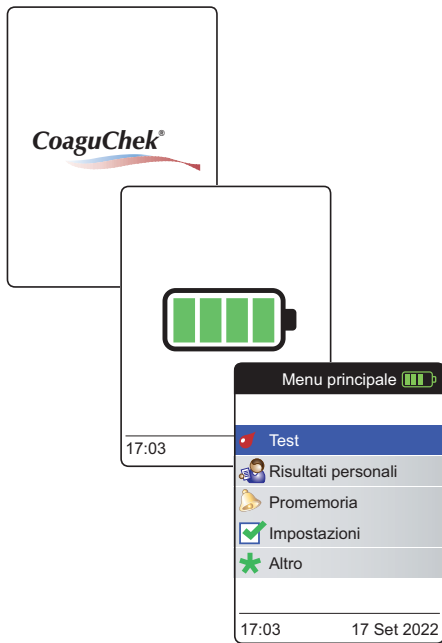 CoaguChek®
17:03
Menu principale
Test
Risultati personali
Promemoria
Impostazioni
Altro
17:03 17 Set 2022